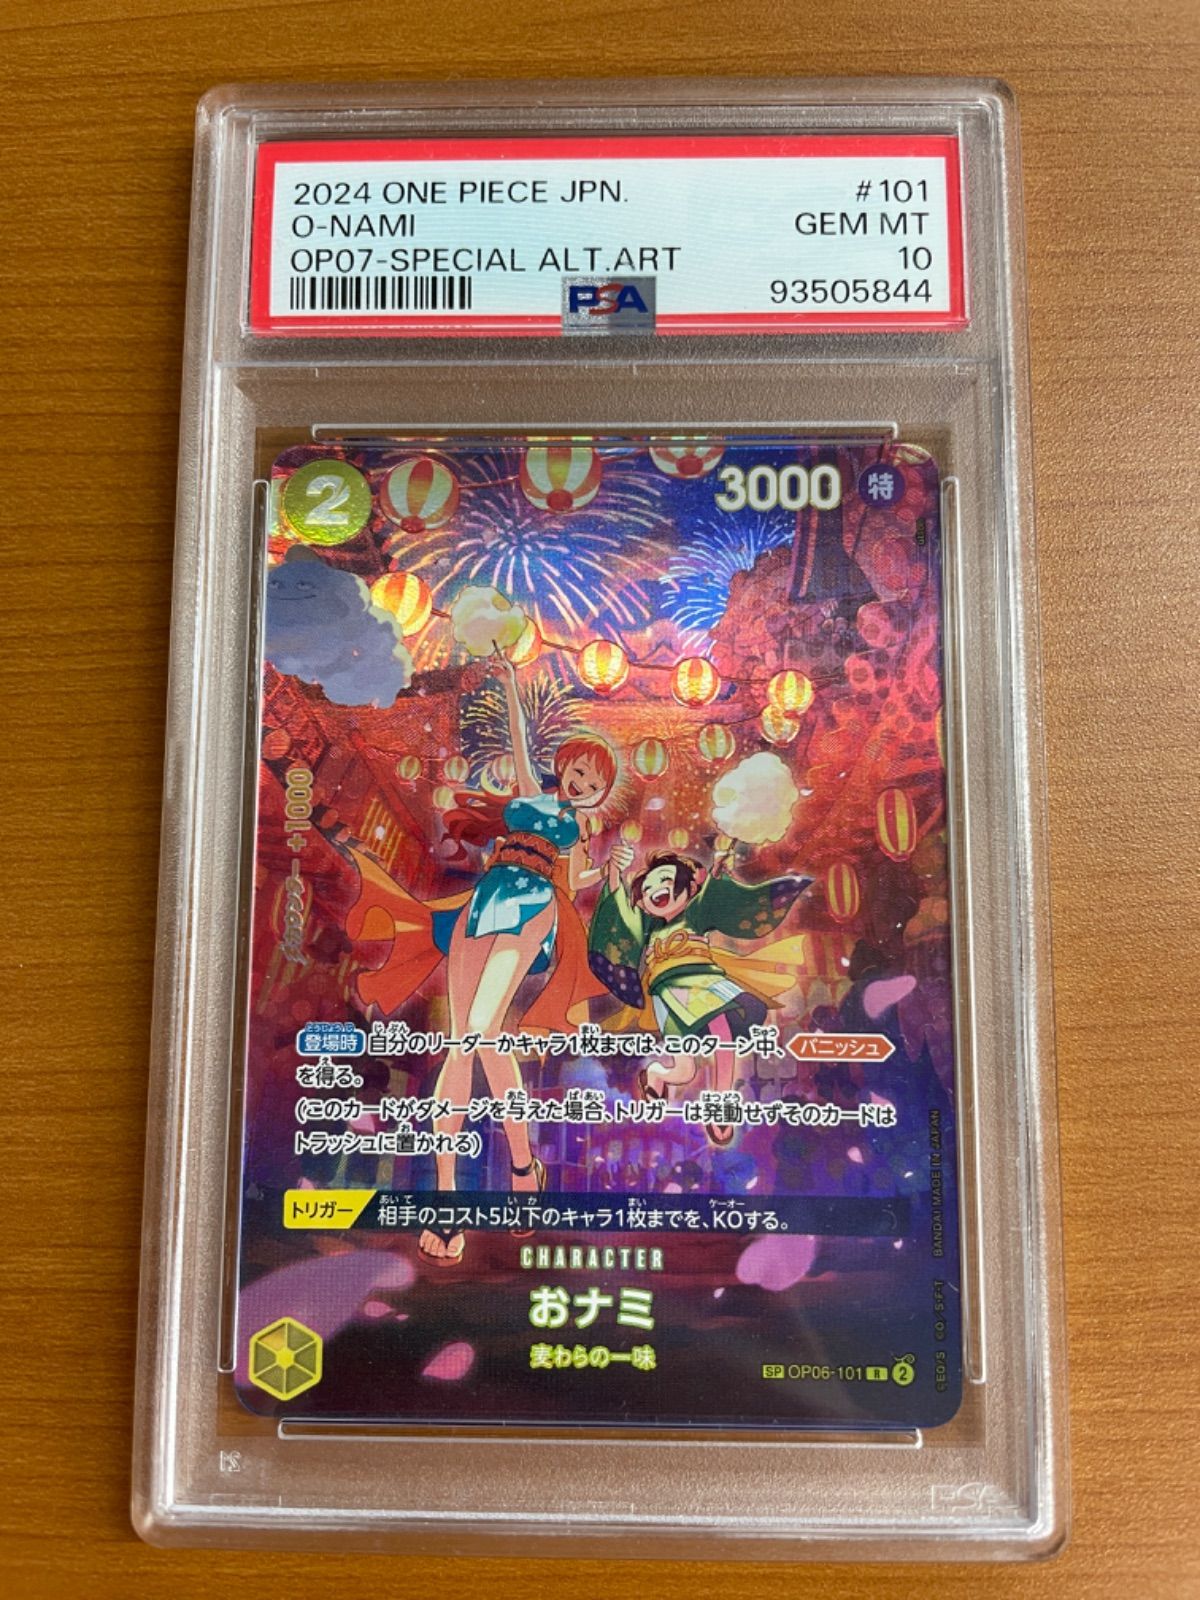 2024 ONE PIECE JPN. #101
O-NAMI GEM MT
OP07-SPECIAL ALT.ART 10
PSA 93505844
2 3000 特
カウンター +1000
登場時 自分のリーダーかキャラ1枚までは、このターン中、バニッシュ
を得る。
(このカードがダメージを与えた場合、トリガーは発動せずそのカードは
トラッシュに置かれる)
トリガー 相手のコスト5以下のキャラ1枚までを、KOする。
CHARACTER
おナミ
麦わらの一味
SP OP06-101 R 2
©E.O/S. ©O/S・F・T BANDAI MADE IN JAPAN
PSA